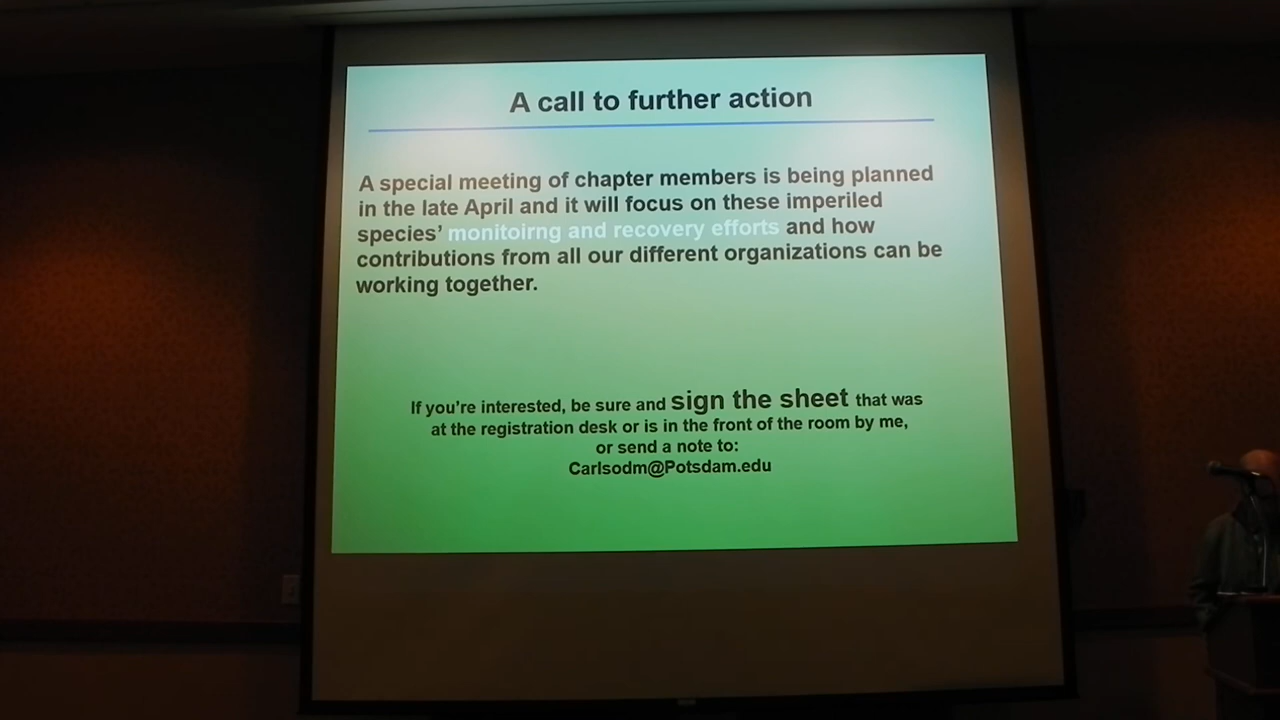 A call to further action
A special meeting of chapter members is being planned
in the late April and it will focus on these imperiled
species’ monitoirng and recovery efforts and how
contributions from all our different organizations can be
working together.
If you’re interested, be sure and sign the sheet that was
at the registration desk or is in the front of the room by me,
or send a note to:
Carlsodm@Potsdam.edu